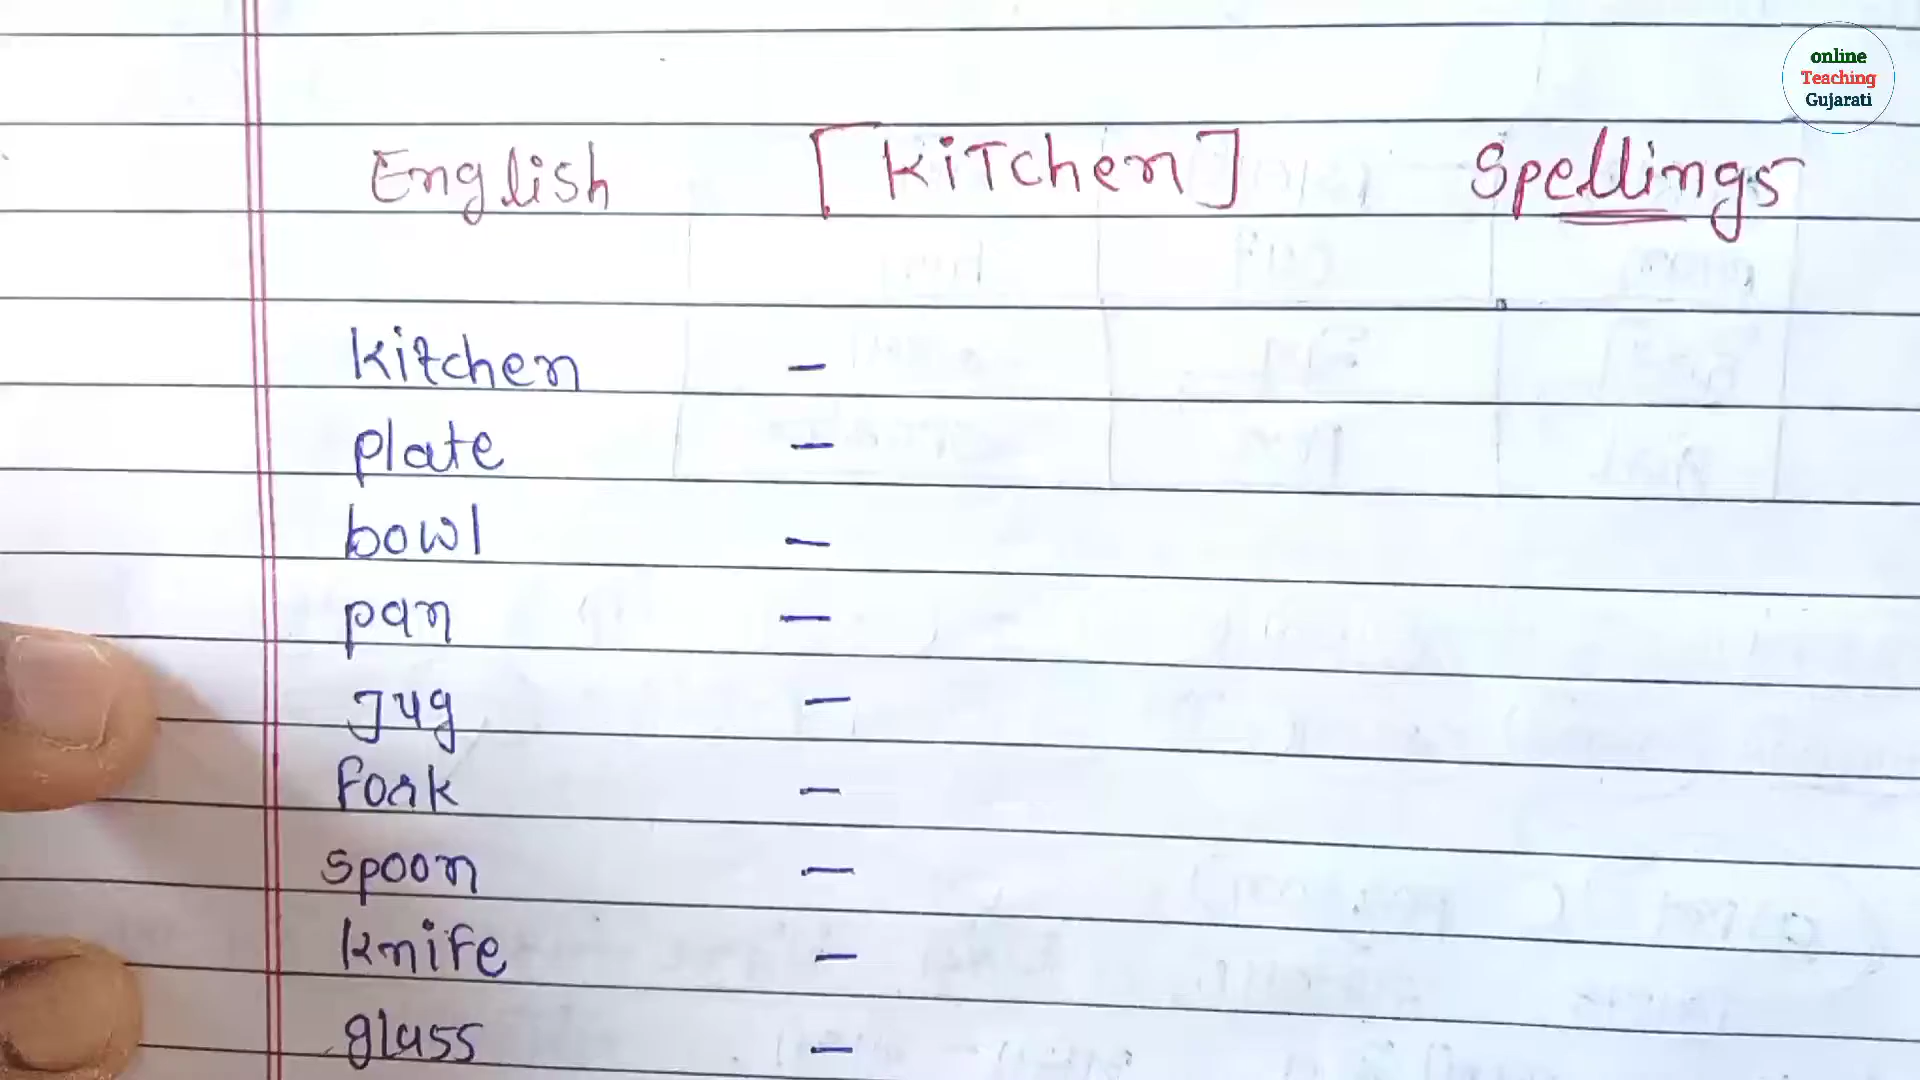 online
Teaching
Gujarati
English [KiTchen] Spellings
kitchen -
plate -
bowl -
pan -
Jug -
fork -
spoon -
knife -
glass -